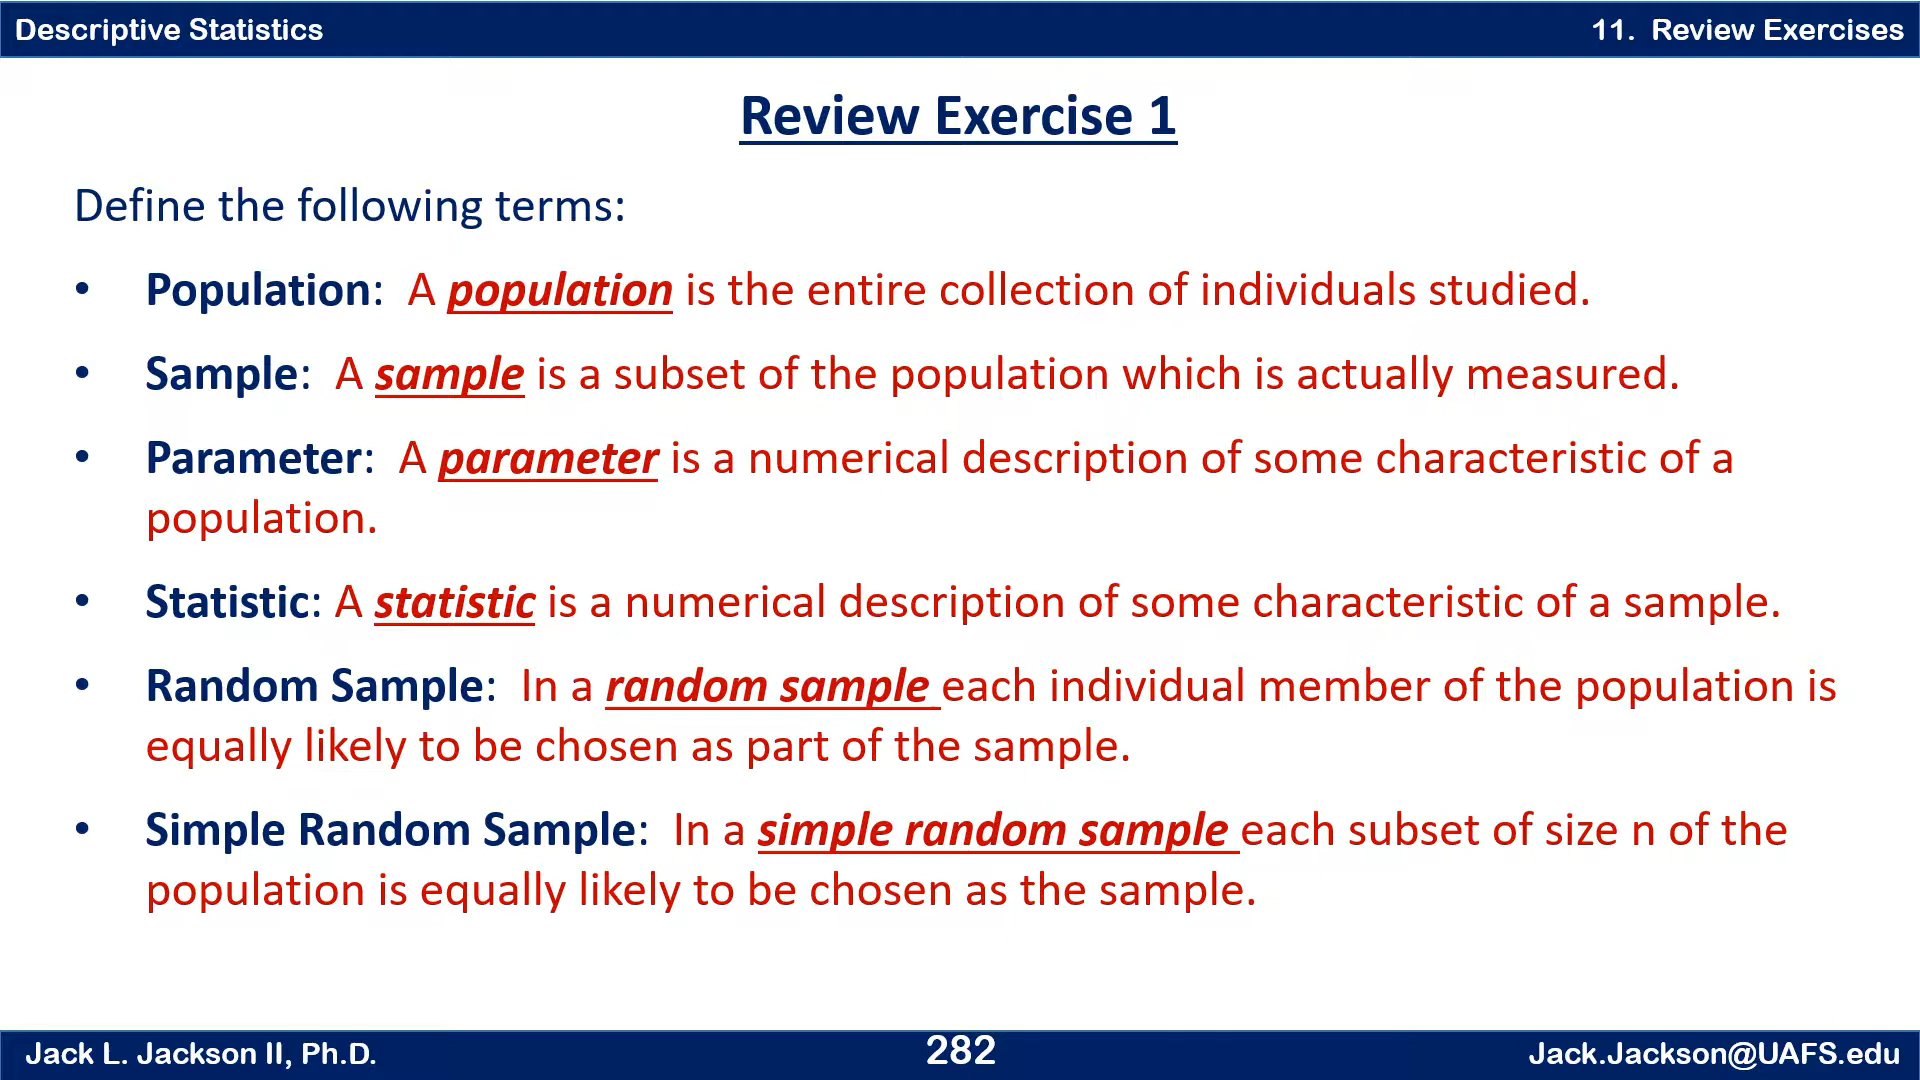 Descriptive Statistics
11. Review Exercises
Review Exercise 1
Define the following terms:
• Population: A population is the entire collection of individuals studied.
• Sample: A sample is a subset of the population which is actually measured.
• Parameter: A parameter is a numerical description of some characteristic of a
population.
• Statistic: A statistic is a numerical description of some characteristic of a sample.
• Random Sample: In a random sample each individual member of the population is
equally likely to be chosen as part of the sample.
• Simple Random Sample: In a simple random sample each subset of size n of the
population is equally likely to be chosen as the sample.
Jack L. Jackson II, Ph.D.
282
Jack.Jackson@UAFS.edu